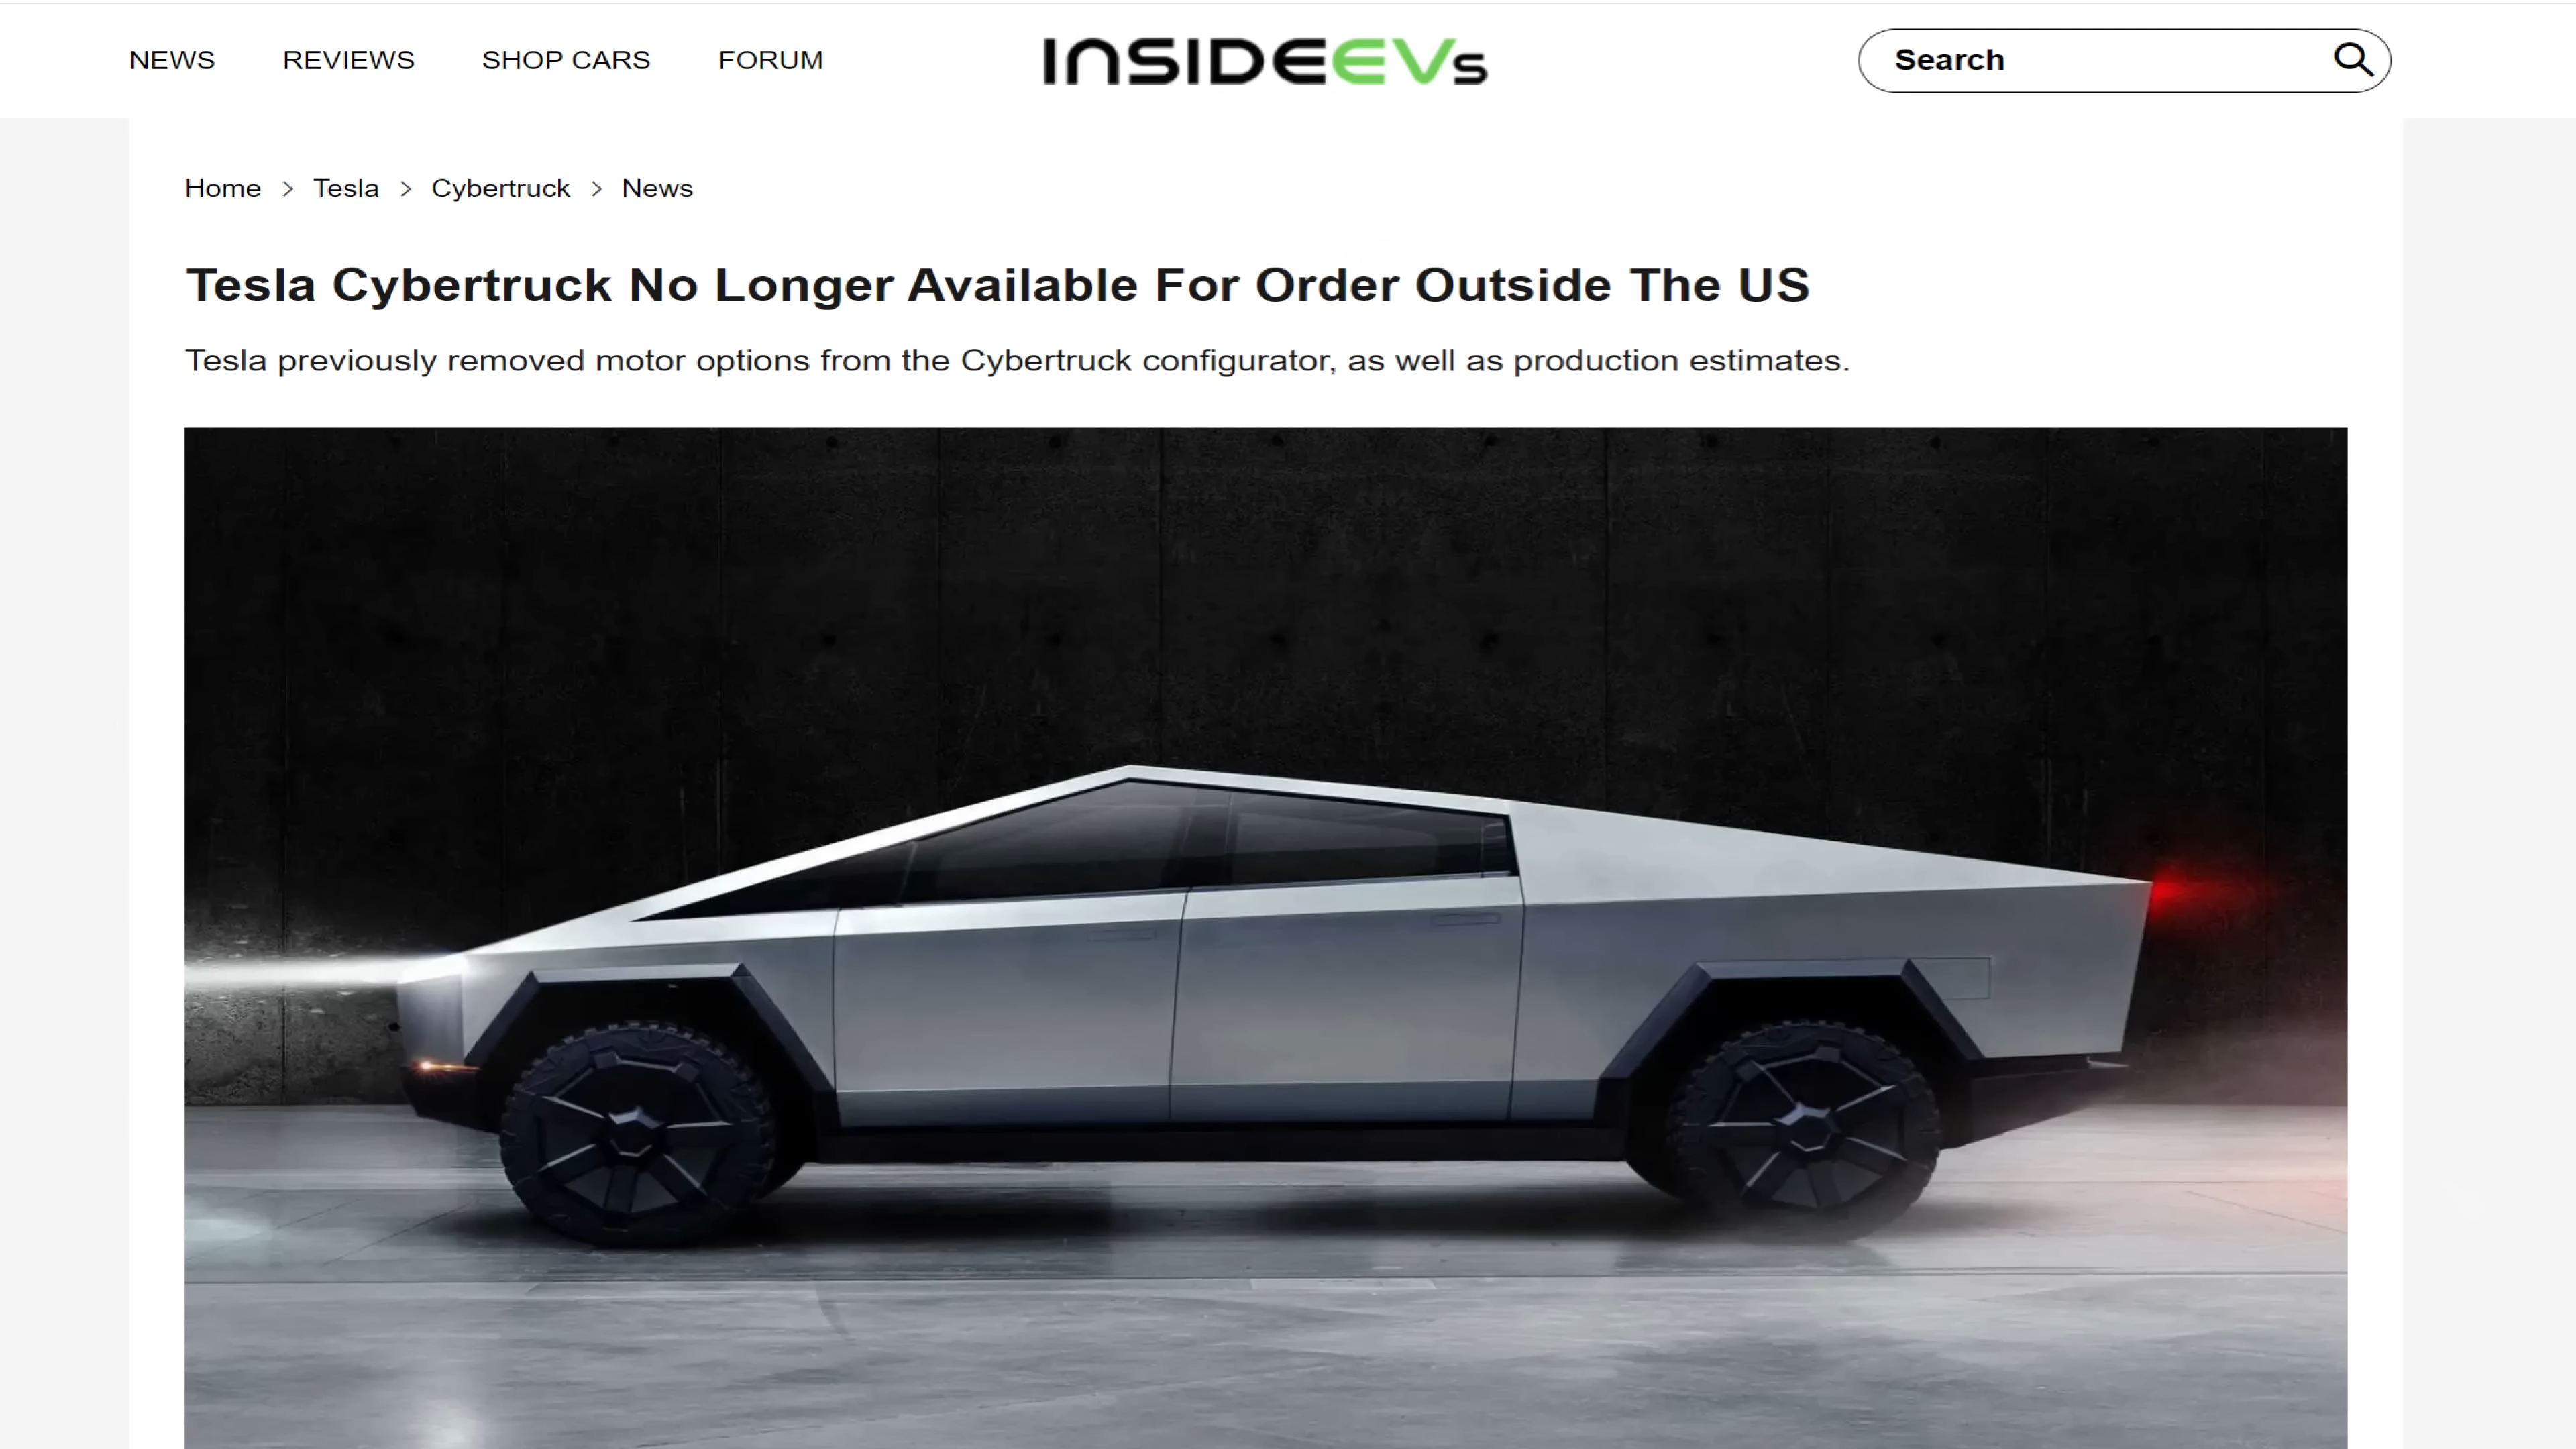 NEWS REVIEWS SHOP CARS FORUM INSIDEEVs Search
Home > Tesla > Cybertruck > News
Tesla Cybertruck No Longer Available For Order Outside The US
Tesla previously removed motor options from the Cybertruck configurator, as well as production estimates.